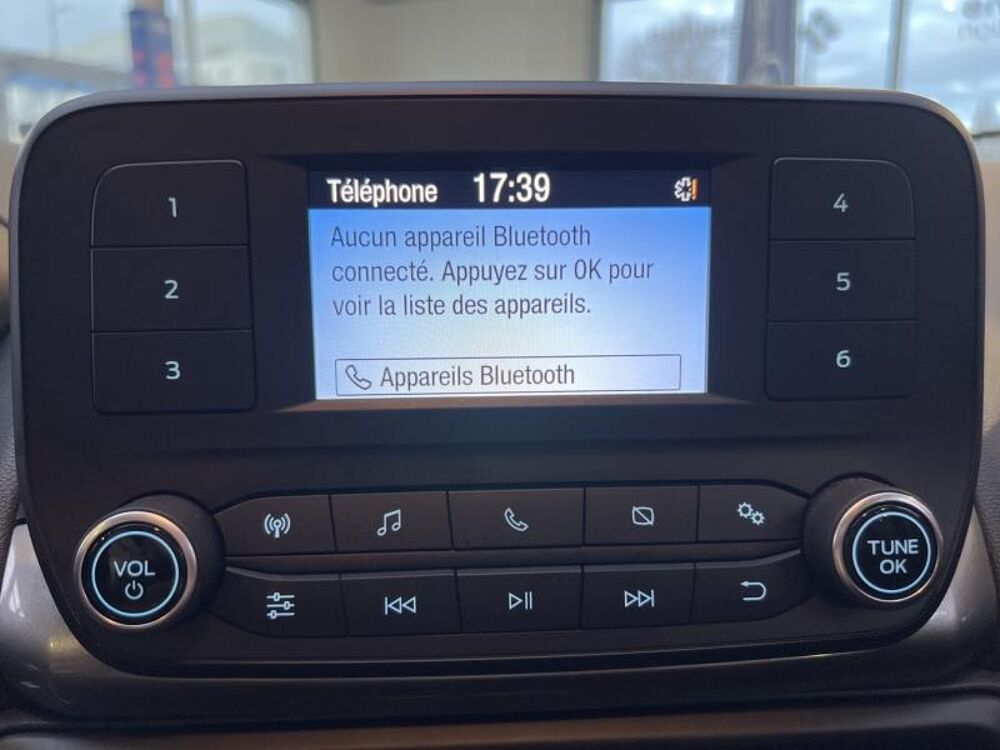 Téléphone 17:39
Aucun appareil Bluetooth
connecté. Appuyez sur OK pour
voir la liste des appareils.
Appareils Bluetooth
1
2
3
4
5
6
VOL
TUNE
OK